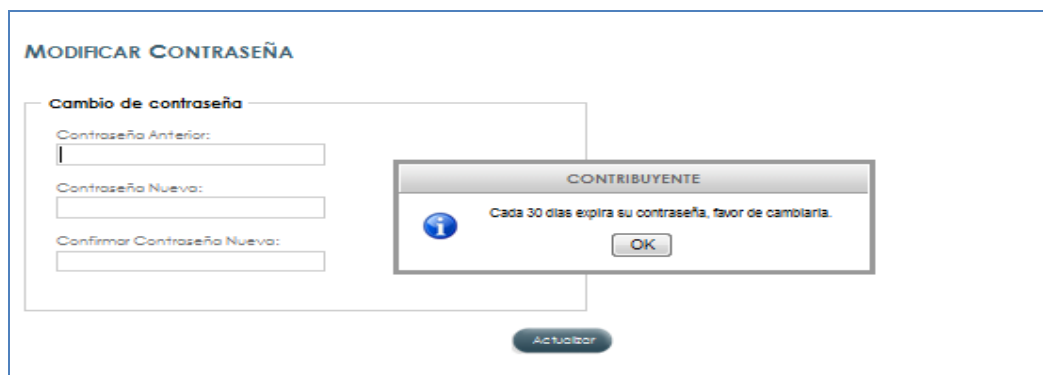 MODIFICAR CONTRASEÑA
Cambio de contraseña
Contraseña Anterior:
Contraseña Nueva:
Confirmar Contraseña Nueva:
CONTRIBUYENTE
Cada 30 dias expira su contraseña, favor de cambiarla.
OK
Actualizar